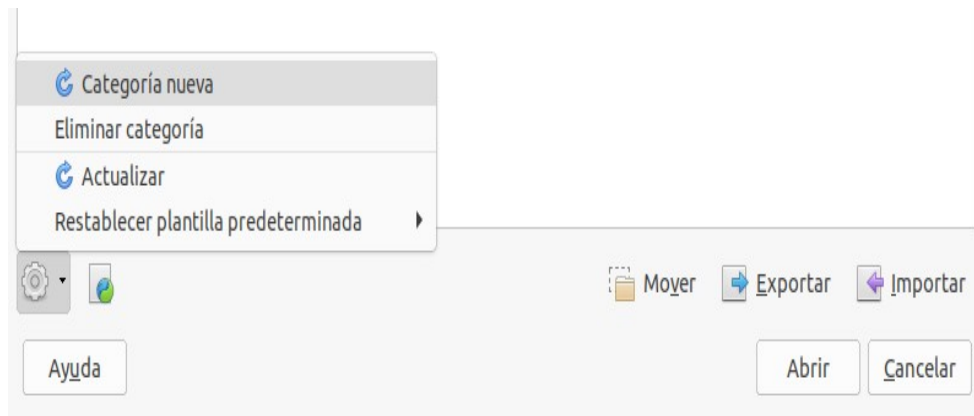 Categoría nueva
Eliminar categoría
Actualizar
Restablecer plantilla predeterminada
Mover Exportar Importar
Ayuda Abrir Cancelar